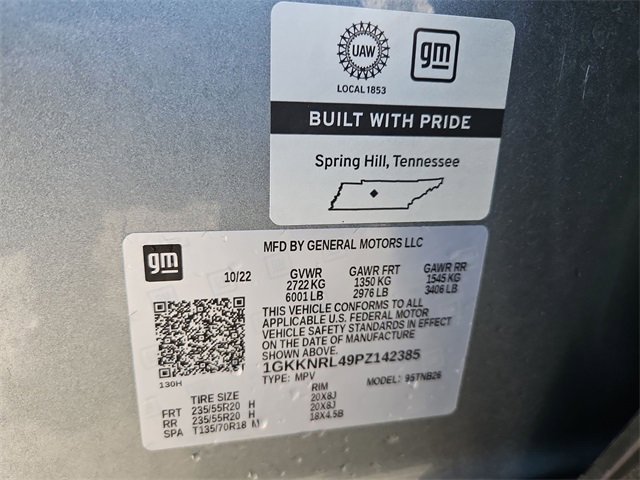 UAW gm
LOCAL 1853
BUILT WITH PRIDE
Spring Hill, Tennessee
gm
MFD BY GENERAL MOTORS LLC
10/22 GVWR GAWR FRT GAWR RR
2722 KG 1350 KG 1545 KG
6001 LB 2976 LB 3406 LB
THIS VEHICLE CONFORMS TO ALL
APPLICABLE U.S. FEDERAL MOTOR
VEHICLE SAFETY STANDARDS IN EFFECT
ON THE DATE OF MANUFACTURE
SHOWN ABOVE.
1GKKNRL49PZ142385
130H TYPE: MPV MODEL: 95TNB26
TIRE SIZE RIM
FRT 235/55R20 H 20X8J
RR 235/55R20 H 20X8J
SPA T135/70R18 M 18X4.5B